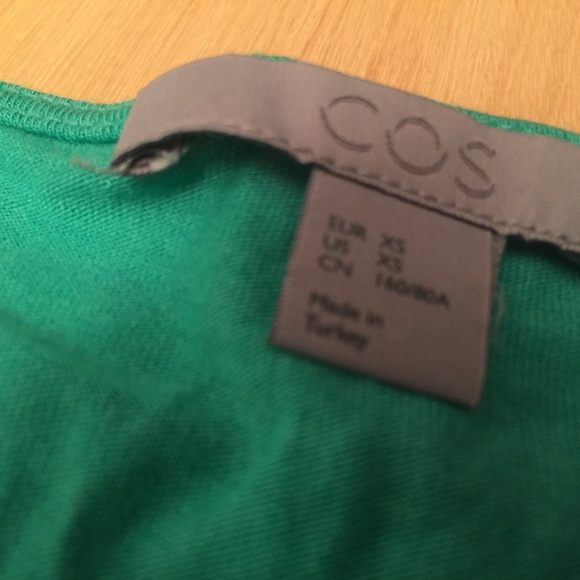 COS
EUR XS
US XS
CN 160/80A
Made in
Turkey